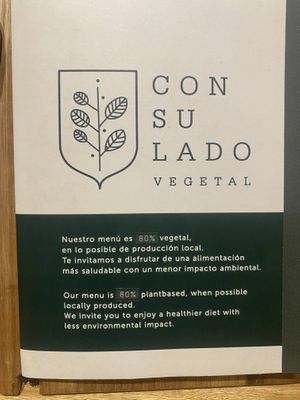 CON
SU
LADO
VEGETAL
Nuestro menú es 80% vegetal,
en lo posible de producción local.
Te invitamos a disfrutar de una alimentación
más saludable con un menor impacto ambiental.
Our menu is 80% plantbased, when possible
locally produced.
We invite you to enjoy a healthier diet with
less environmental impact.